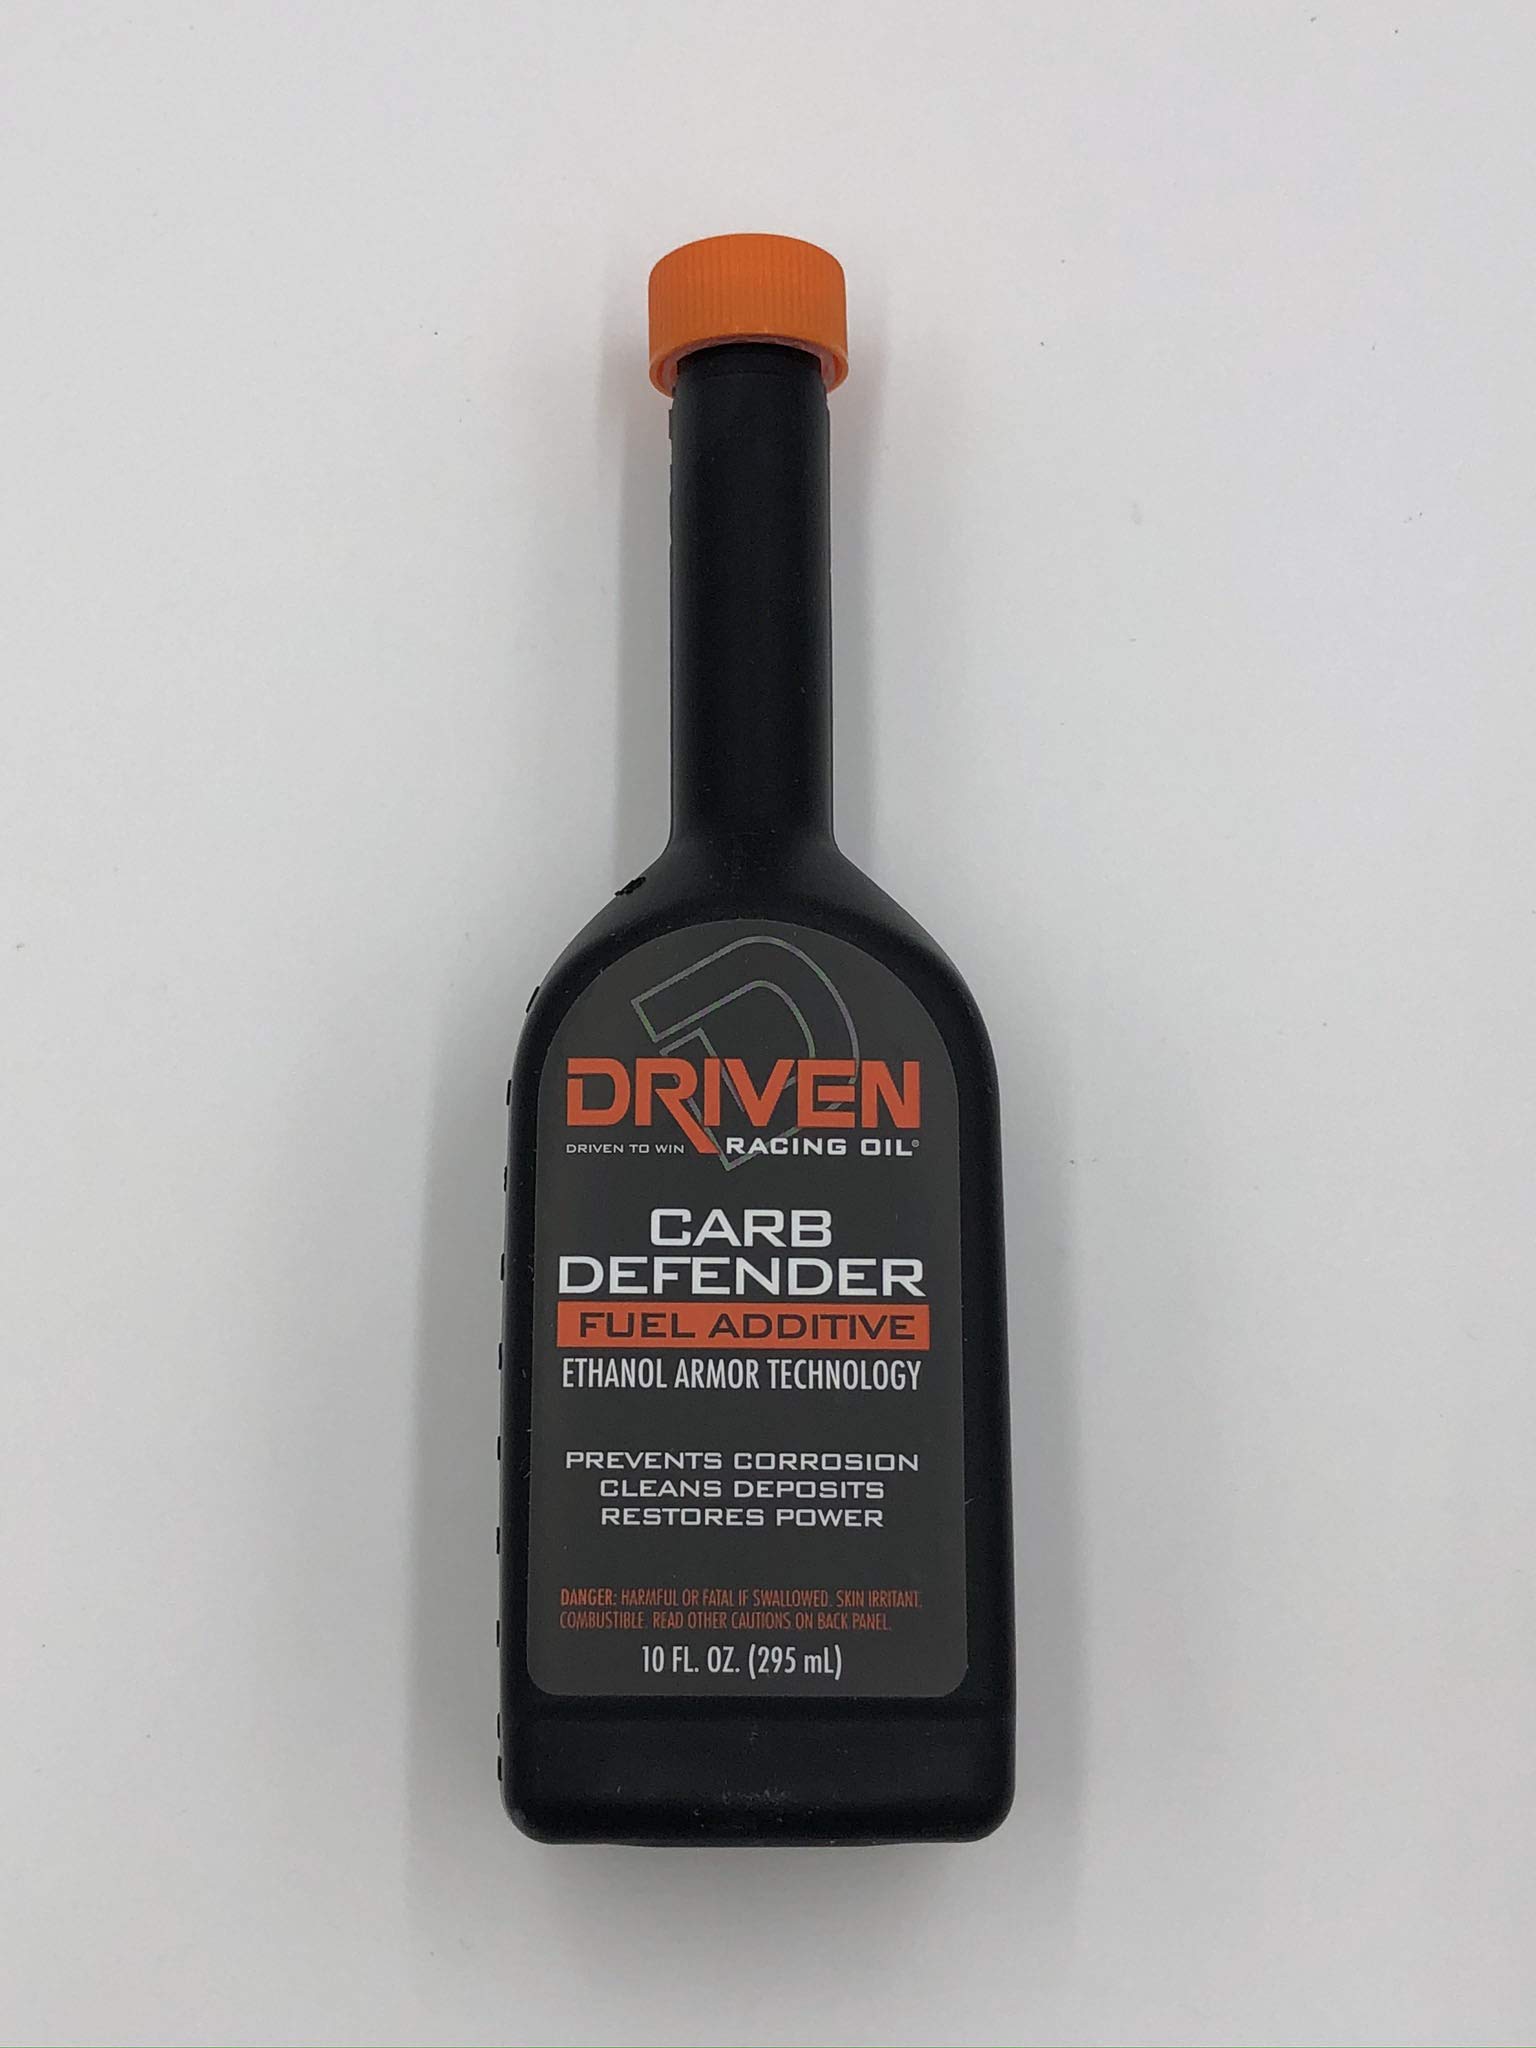 DRIVEN
DRIVEN TO WIN RACING OIL®
CARB
DEFENDER
FUEL ADDITIVE
ETHANOL ARMOR TECHNOLOGY
PREVENTS CORROSION
CLEANS DEPOSITS
RESTORES POWER
DANGER: HARMFUL OR FATAL IF SWALLOWED. SKIN IRRITANT.
COMBUSTIBLE. READ OTHER CAUTIONS ON BACK PANEL.
10 FL. OZ. (295 mL)